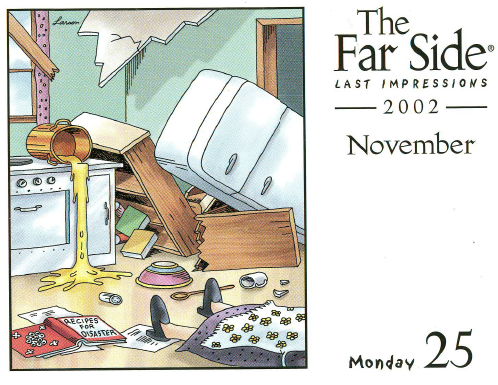 Larson
The
Far Side®
LAST IMPRESSIONS
2002
November
RECIPES
FOR
DISASTER
Monday 25